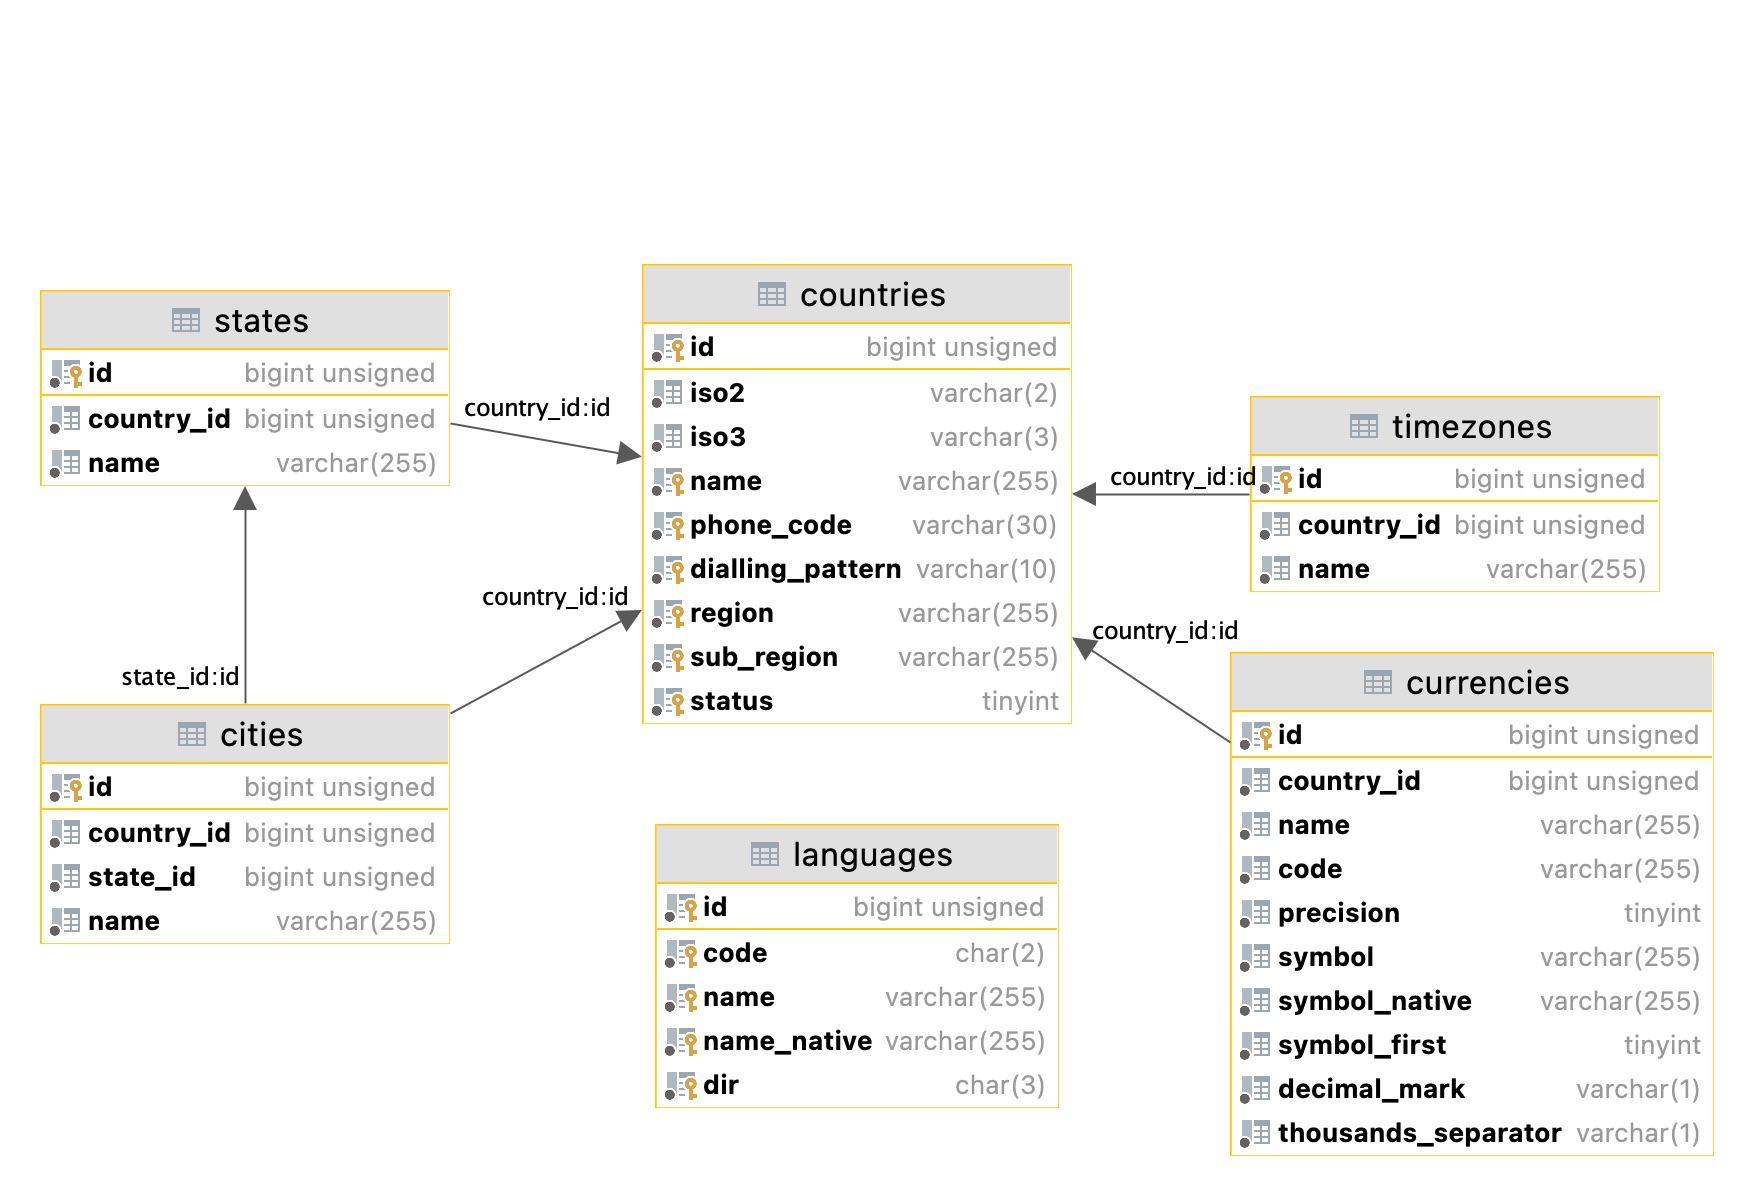 states
id bigint unsigned
country_id bigint unsigned
name varchar(255)
country_id:id
countries
id bigint unsigned
iso2 varchar(2)
iso3 varchar(3)
name varchar(255)
phone_code varchar(30)
dialling_pattern varchar(10)
region varchar(255)
sub_region varchar(255)
status tinyint
country_id:id
timezones
id bigint unsigned
country_id bigint unsigned
name varchar(255)
country_id:id
state_id:id
cities
id bigint unsigned
country_id bigint unsigned
state_id bigint unsigned
name varchar(255)
languages
id bigint unsigned
code char(2)
name varchar(255)
name_native varchar(255)
dir char(3)
country_id:id
currencies
id bigint unsigned
country_id bigint unsigned
name varchar(255)
code varchar(255)
precision tinyint
symbol varchar(255)
symbol_native varchar(255)
symbol_first tinyint
decimal_mark varchar(1)
thousands_separator varchar(1)